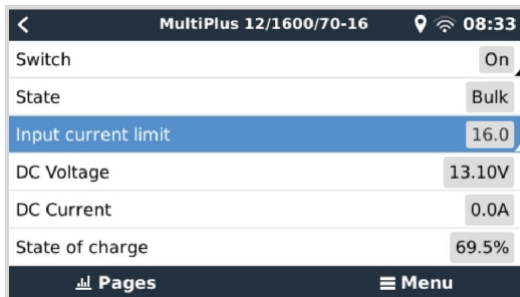 MultiPlus 12/1600/70-16 08:33
Switch On
State Bulk
Input current limit 16.0
DC Voltage 13.10V
DC Current 0.0A
State of charge 69.5%
Pages Menu